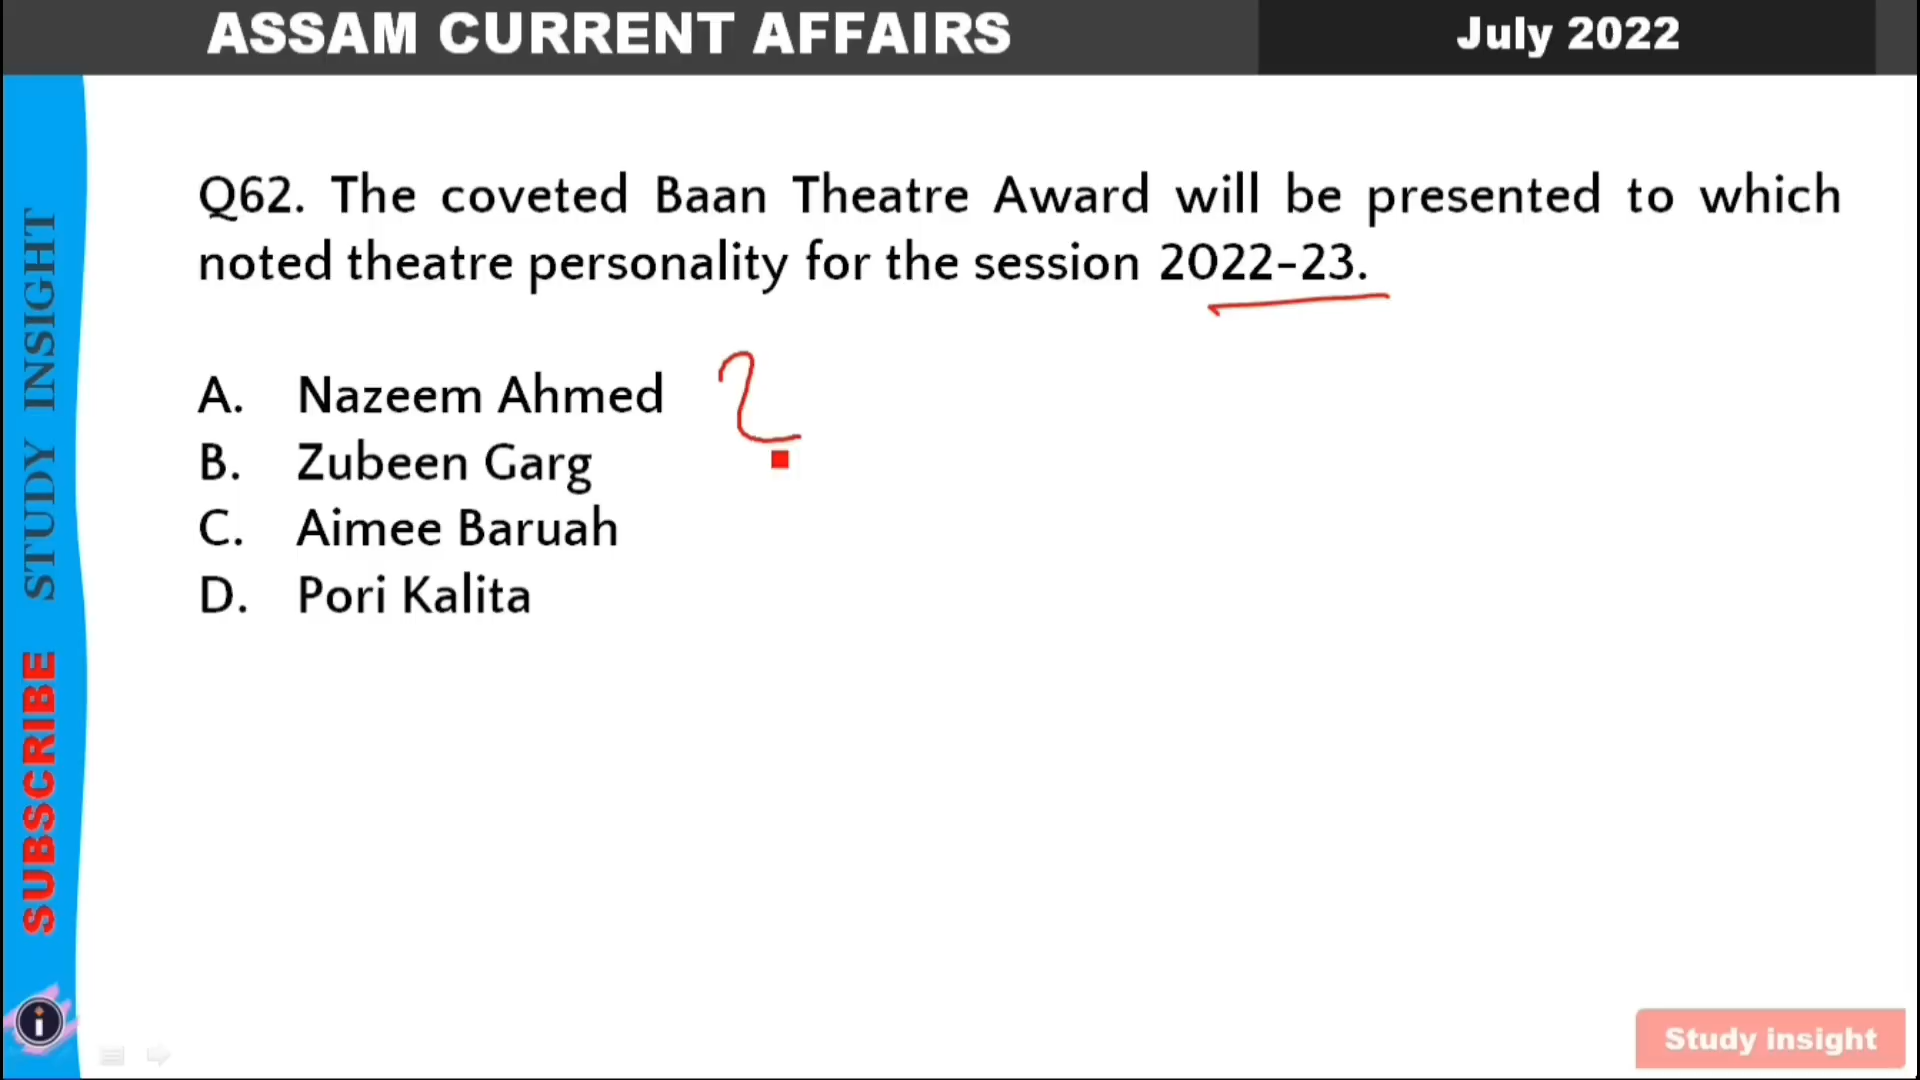 ASSAM CURRENT AFFAIRS
July 2022
Q62. The coveted Baan Theatre Award will be presented to which
noted theatre personality for the session 2022-23.
A. Nazeem Ahmed
B. Zubeen Garg
C. Aimee Baruah
D. Pori Kalita
SUBSCRIBE STUDY INSIGHT
i
Study insight